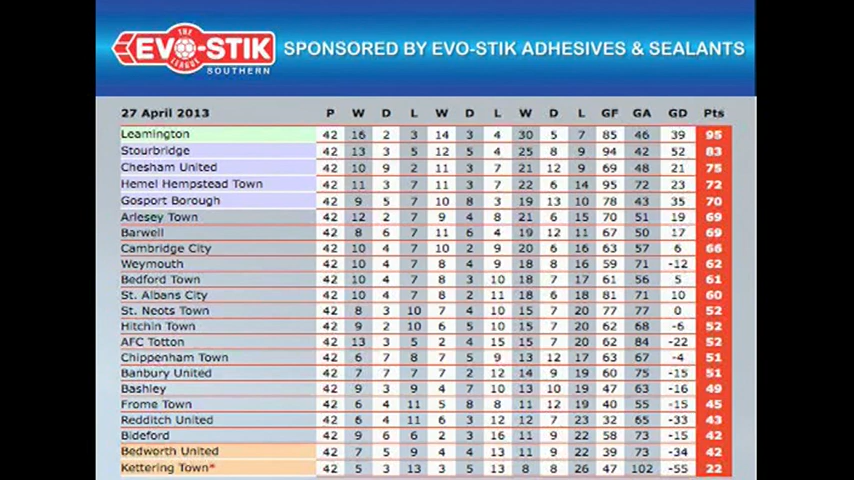 THE
EVO-STIK
LEAGUE
SOUTHERN
SPONSORED BY EVO-STIK ADHESIVES & SEALANTS
27 April 2013 P W D L W D L W D L GF GA GD Pts
Leamington 42 16 2 3 14 3 4 30 5 7 85 46 39 95
Stourbridge 42 13 3 5 12 5 4 25 8 9 94 42 52 83
Chesham United 42 10 9 2 11 3 7 21 12 9 69 48 21 75
Hemel Hempstead Town 42 11 3 7 11 3 7 22 6 14 95 72 23 72
Gosport Borough 42 9 5 7 10 8 3 19 13 10 78 43 35 70
Arlesey Town 42 12 2 7 9 4 8 21 6 15 70 51 19 69
Barwell 42 8 6 7 11 6 4 19 12 11 67 50 17 69
Cambridge City 42 10 4 7 10 2 9 20 6 16 63 57 6 66
Weymouth 42 10 4 7 8 4 9 18 8 16 59 71 -12 62
Bedford Town 42 10 4 7 8 3 10 18 7 17 61 56 5 61
St. Albans City 42 10 4 7 8 2 11 18 6 18 81 71 10 60
St. Neots Town 42 8 3 10 7 4 10 15 7 20 77 77 0 52
Hitchin Town 42 9 2 10 6 5 10 15 7 20 62 68 -6 52
AFC Totton 42 13 3 5 2 4 15 15 7 20 62 84 -22 52
Chippenham Town 42 6 7 8 7 5 9 13 12 17 63 67 -4 51
Banbury United 42 7 7 7 7 2 12 14 9 19 60 75 -15 51
Bashley 42 9 3 9 4 7 10 13 10 19 47 63 -16 49
Frome Town 42 6 4 11 5 8 8 11 12 19 40 55 -15 45
Redditch United 42 6 4 11 6 3 12 12 7 23 32 65 -33 43
Bideford 42 9 6 6 2 3 16 11 9 22 58 73 -15 42
Bedworth United 42 7 5 9 4 4 13 11 9 22 39 73 -34 42
Kettering Town* 42 5 3 13 3 5 13 8 8 26 47 102 -55 22